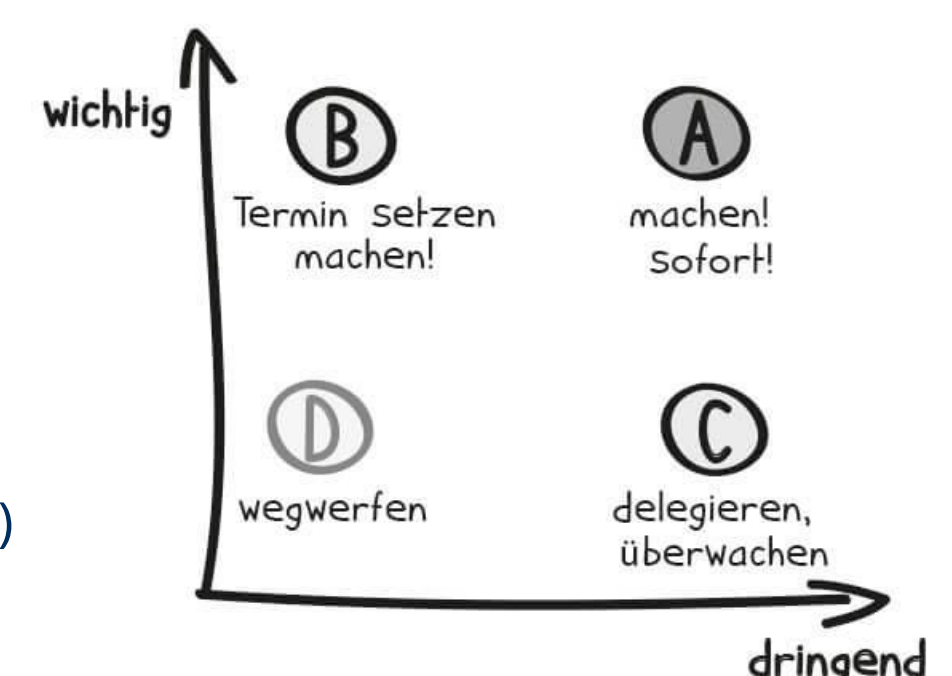 wichtig
B
A
Termin setzen
machen!
machen!
sofort!
D
C
wegwerfen
delegieren,
überwachen
)
dringend